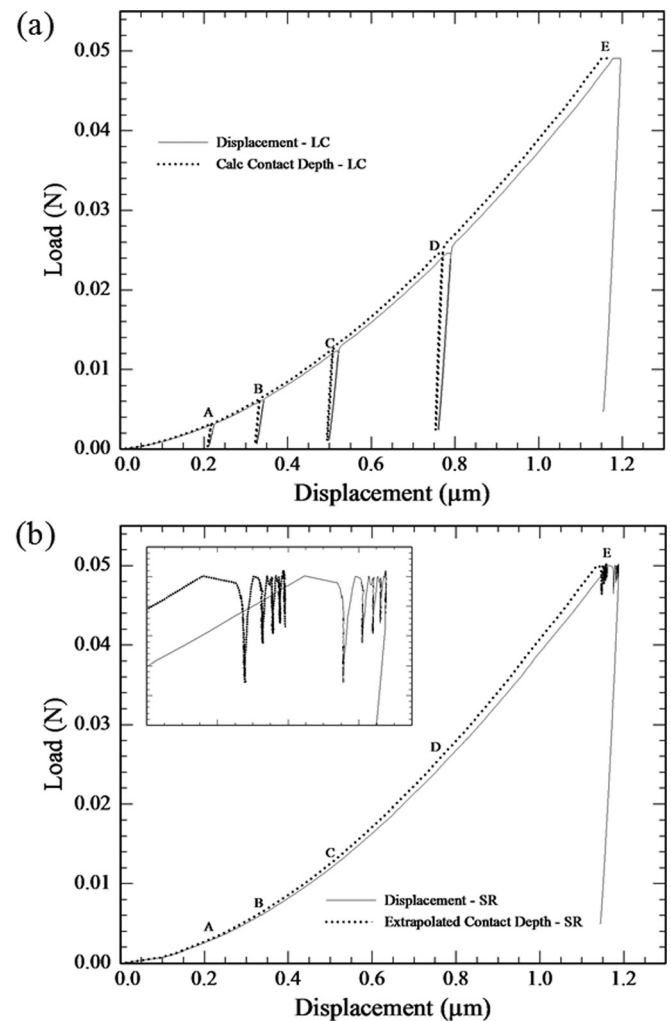 (a)
0.05
E
Displacement - LC
Calc Contact Depth - LC
0.04
0.03
Load (N)
D
0.02
C
0.01
B
A
0.00
0.0 0.2 0.4 0.6 0.8 1.0 1.2
Displacement (µm)
(b)
0.05
E
0.04
0.03
Load (N)
D
0.02
C
0.01
B
Displacement - SR
A
Extrapolated Contact Depth - SR
0.00
0.0 0.2 0.4 0.6 0.8 1.0 1.2
Displacement (µm)